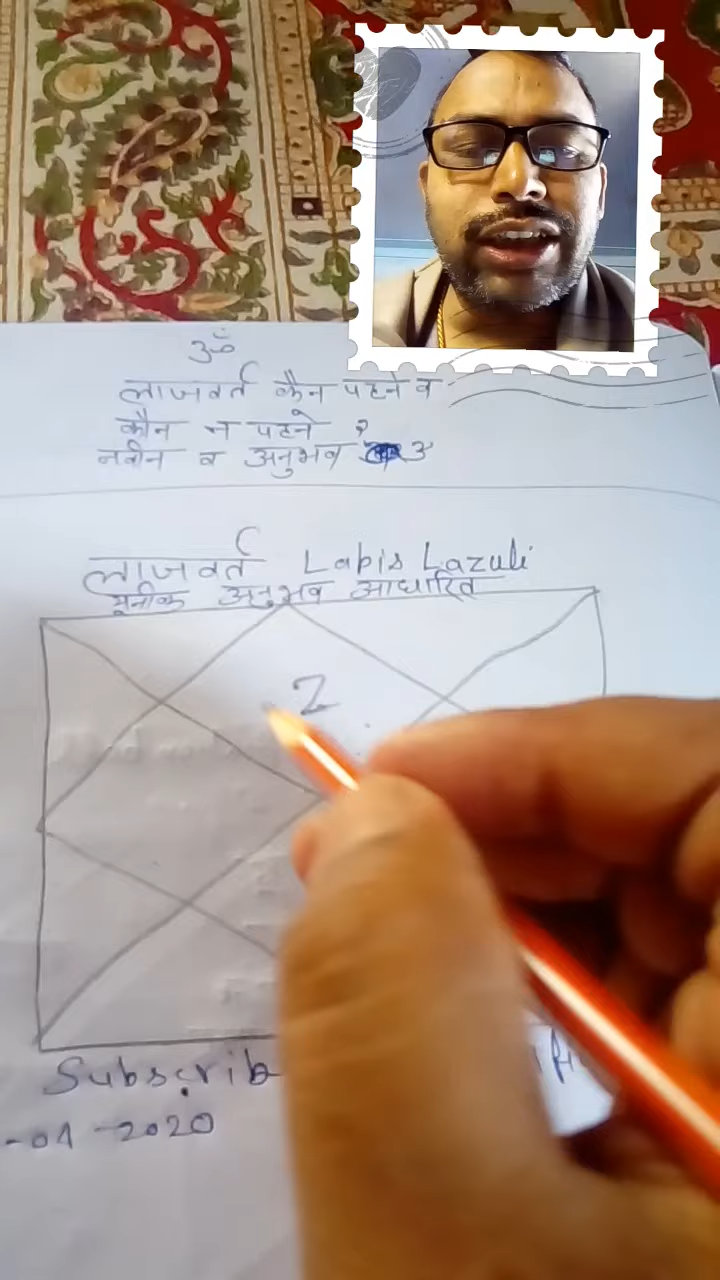 ॐ
लाजवर्त कौन पहने व
कौन न पहने ?
नवीन व अनुभव
लाजवर्त Labis Lazuli
यूनीक अनुभव आधारित
2
Subscrib
-01-2020